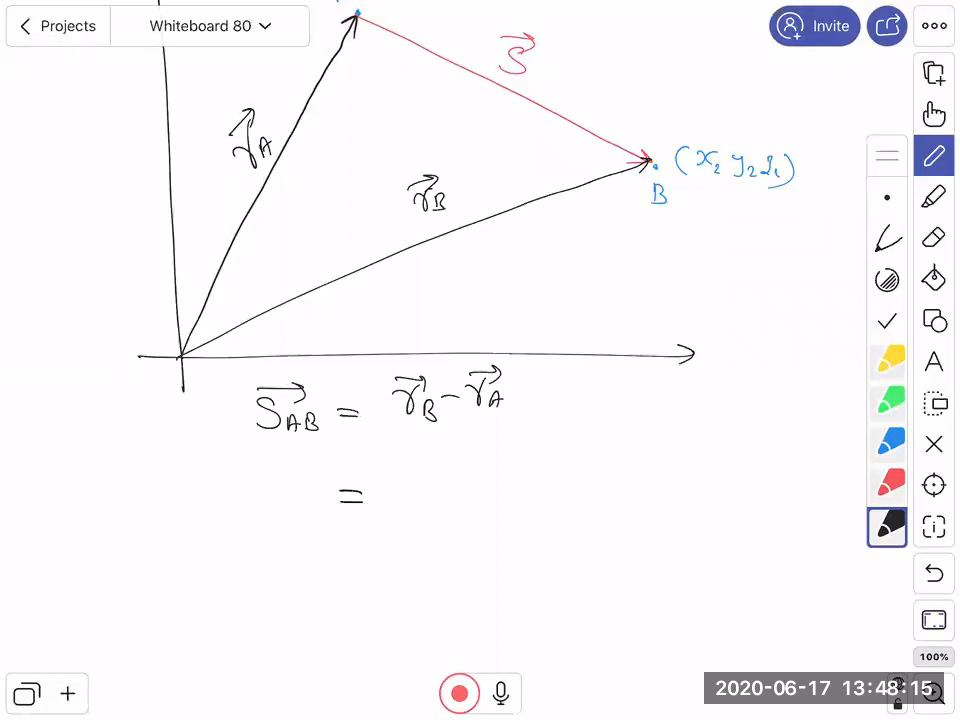 Projects
Whiteboard 80
Invite
S⃗
r⃗A
r⃗B
(x₂ y₂ z₁)
B
S⃗AB = r⃗B − r⃗A
=
A
100%
2020-06-17 13:48:15